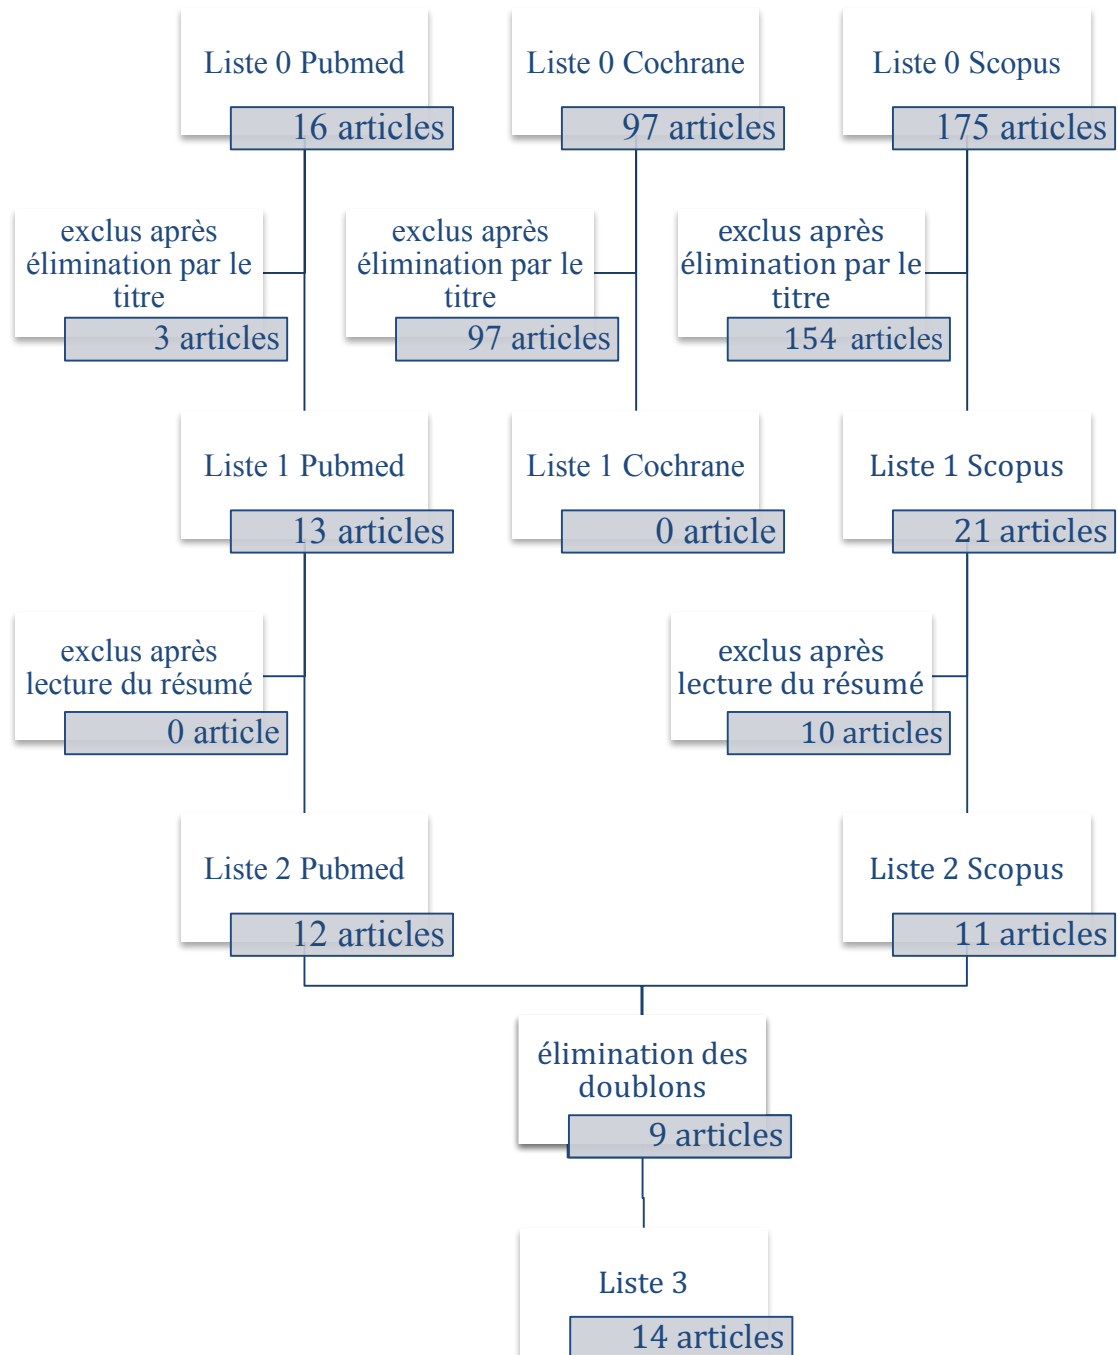 Liste 0 Pubmed
16 articles
Liste 0 Cochrane
97 articles
Liste 0 Scopus
175 articles
exclus après
élimination par le
titre
3 articles
exclus après
élimination par le
titre
97 articles
exclus après
élimination par le
titre
154 articles
Liste 1 Pubmed
13 articles
Liste 1 Cochrane
0 article
Liste 1 Scopus
21 articles
exclus après
lecture du résumé
0 article
exclus après
lecture du résumé
10 articles
Liste 2 Pubmed
12 articles
Liste 2 Scopus
11 articles
élimination des
doublons
9 articles
Liste 3
14 articles